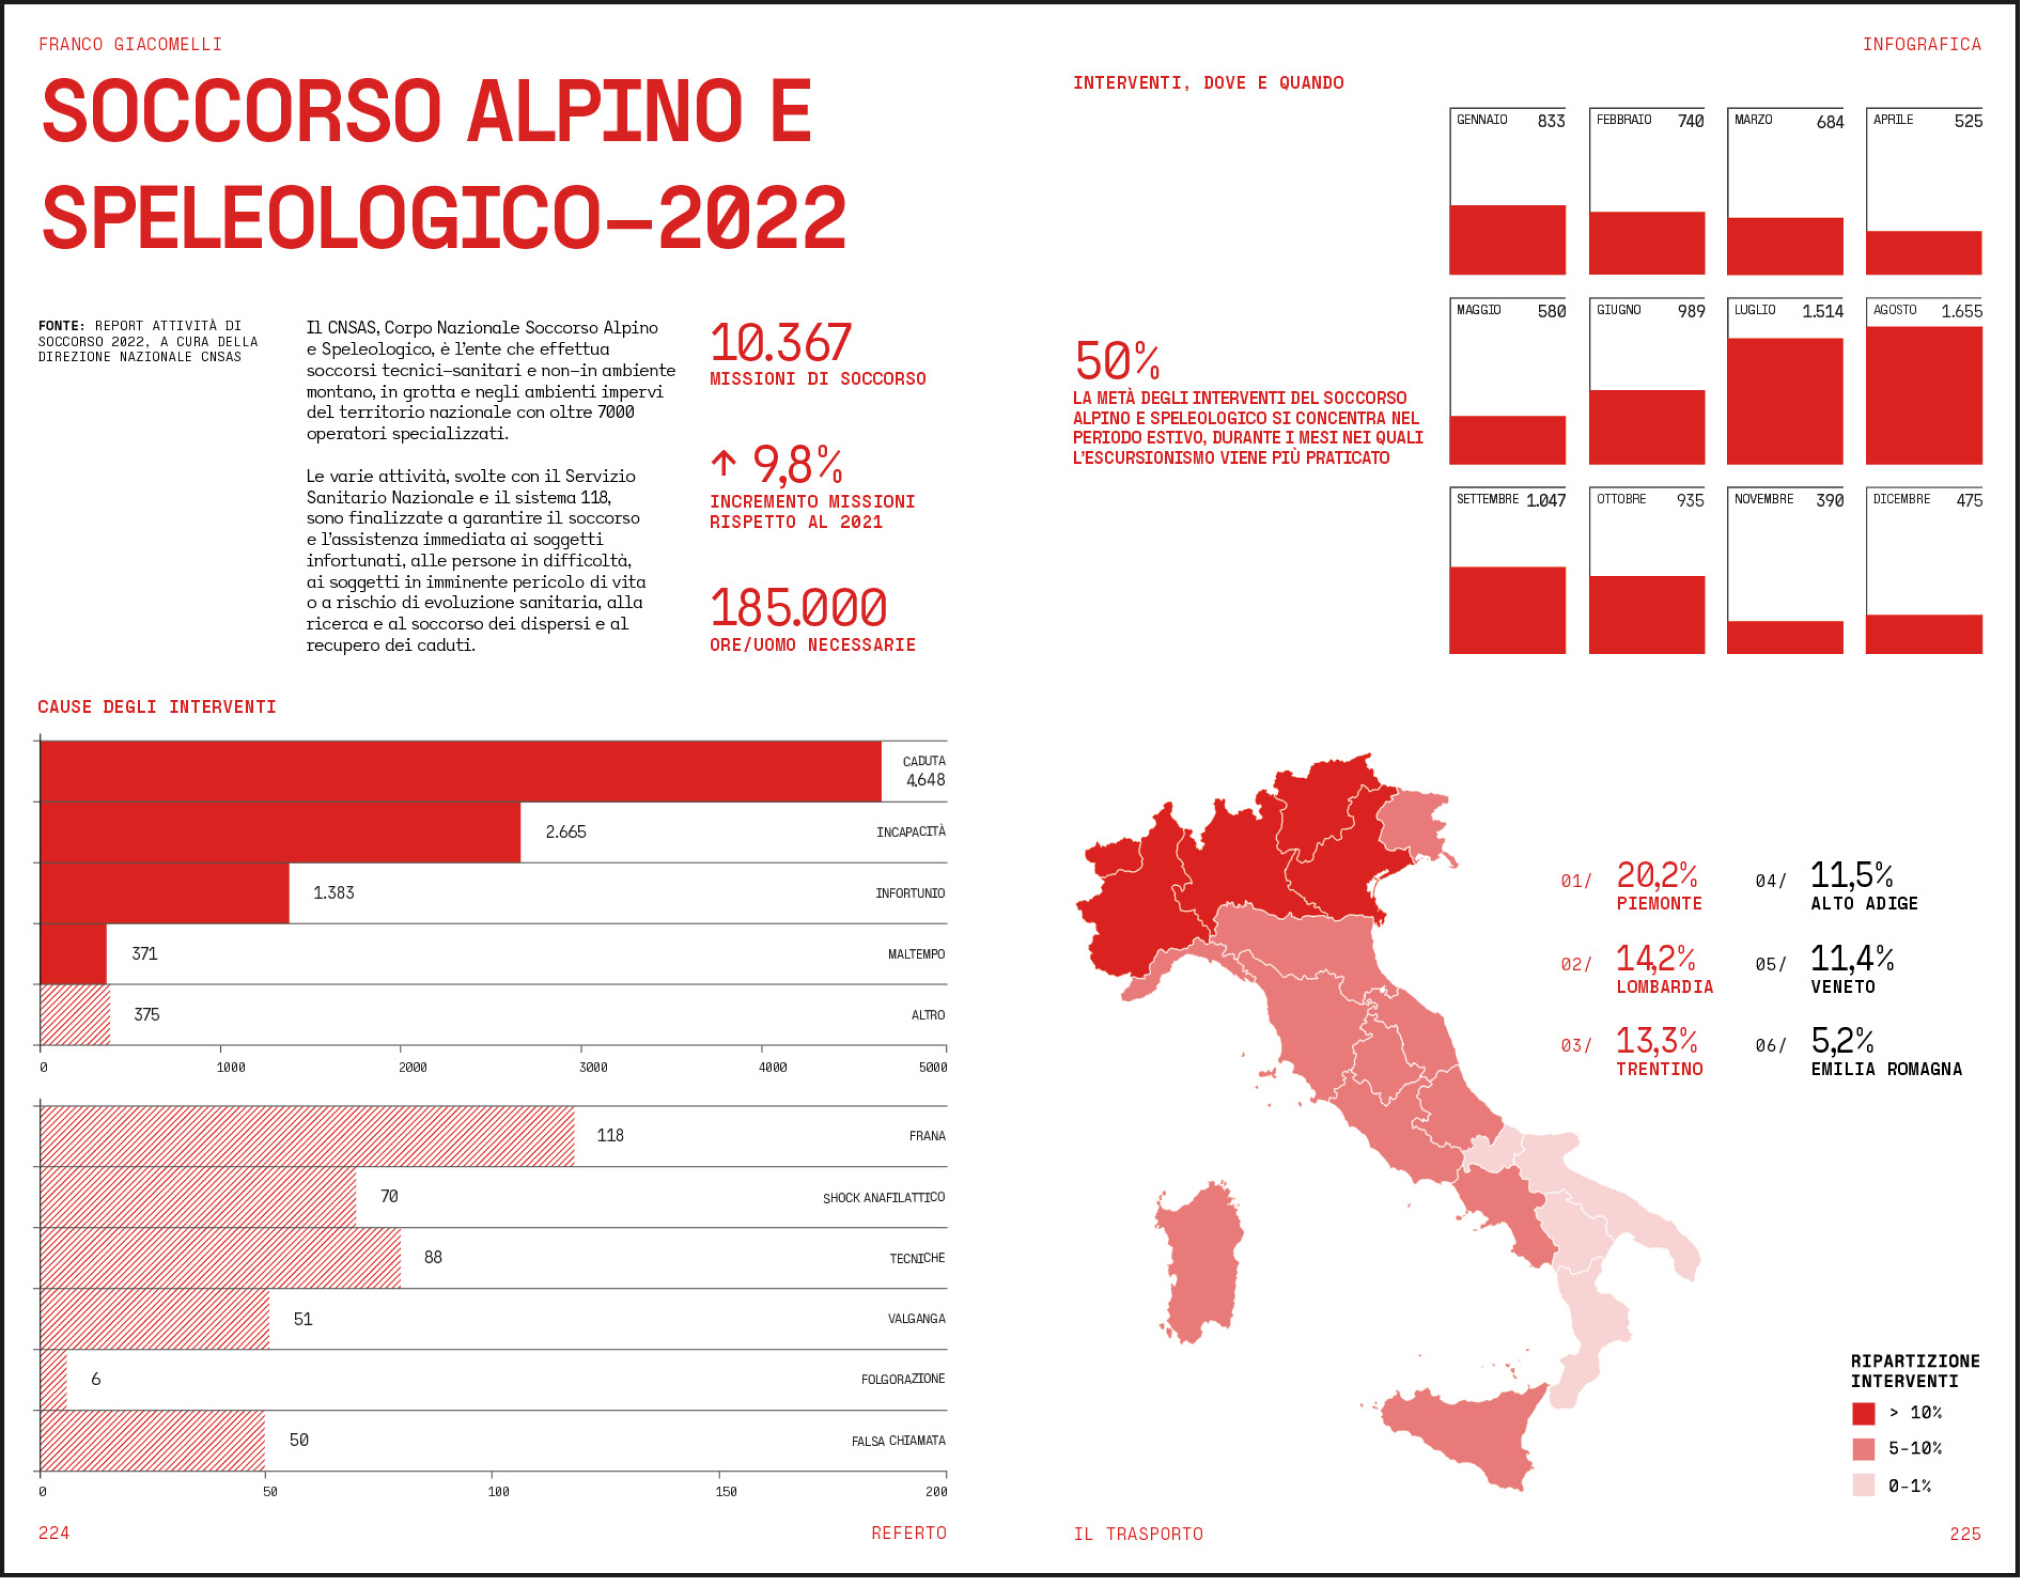 FRANCO GIACOMELLI
SOCCORSO ALPINO E
SPELEOLOGICO–2022
FONTE: REPORT ATTIVITÀ DI
SOCCORSO 2022, A CURA DELLA
DIREZIONE NAZIONALE CNSAS
Il CNSAS, Corpo Nazionale Soccorso Alpino
e Speleologico, è l'ente che effettua
soccorsi tecnici–sanitari e non–in ambiente
montano, in grotta e negli ambienti impervi
del territorio nazionale con oltre 7000
operatori specializzati.
Le varie attività, svolte con il Servizio
Sanitario Nazionale e il sistema 118,
sono finalizzate a garantire il soccorso
e l'assistenza immediata ai soggetti
infortunati, alle persone in difficoltà,
ai soggetti in imminente pericolo di vita
o a rischio di evoluzione sanitaria, alla
ricerca e al soccorso dei dispersi e al
recupero dei caduti.
10.367
MISSIONI DI SOCCORSO
↑ 9,8%
INCREMENTO MISSIONI
RISPETTO AL 2021
185.000
ORE/UOMO NECESSARIE
CAUSE DEGLI INTERVENTI
CADUTA
4.648
2.665 INCAPACITÀ
1.383 INFORTUNIO
371 MALTEMPO
375 ALTRO
0 1000 2000 3000 4000 5000
118 FRANA
70 SHOCK ANAFILATTICO
88 TECNICHE
51 VALGANGA
6 FOLGORAZIONE
50 FALSA CHIAMATA
0 50 100 150 200
224 REFERTO
INFOGRAFICA
INTERVENTI, DOVE E QUANDO
GENNAIO 833 FEBBRAIO 740 MARZO 684 APRILE 525
MAGGIO 580 GIUGNO 989 LUGLIO 1.514 AGOSTO 1.655
SETTEMBRE 1.047 OTTOBRE 935 NOVEMBRE 390 DICEMBRE 475
50%
LA METÀ DEGLI INTERVENTI DEL SOCCORSO
ALPINO E SPELEOLOGICO SI CONCENTRA NEL
PERIODO ESTIVO, DURANTE I MESI NEI QUALI
L'ESCURSIONISMO VIENE PIÙ PRATICATO
01/ 20,2%
PIEMONTE
02/ 14,2%
LOMBARDIA
03/ 13,3%
TRENTINO
04/ 11,5%
ALTO ADIGE
05/ 11,4%
VENETO
06/ 5,2%
EMILIA ROMAGNA
RIPARTIZIONE
INTERVENTI
> 10%
5-10%
0-1%
IL TRASPORTO 225